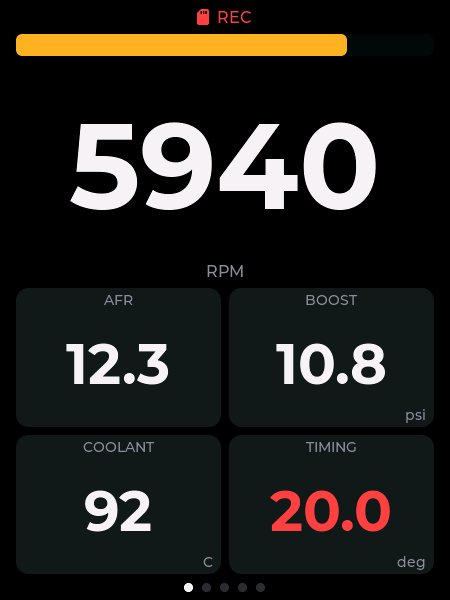 REC
5940
RPM
AFR
12.3
BOOST
10.8
psi
COOLANT
92
C
TIMING
20.0
deg